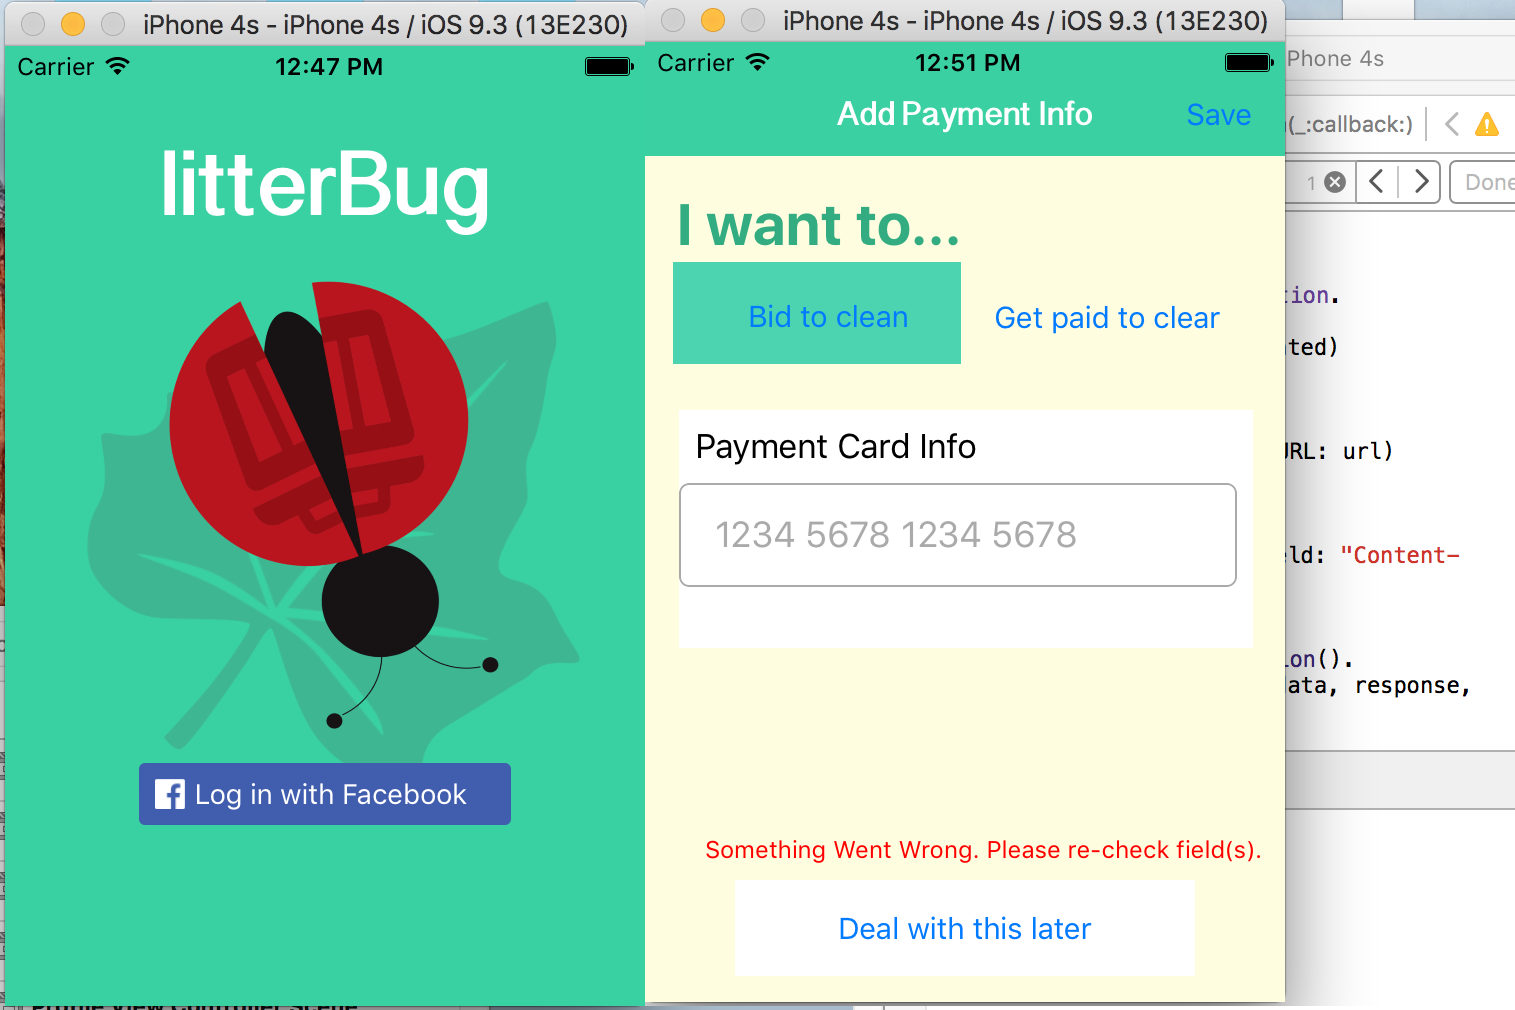 iPhone 4s - iPhone 4s / iOS 9.3 (13E230)
Carrier 12:47 PM
litterBug
Log in with Facebook
iPhone 4s - iPhone 4s / iOS 9.3 (13E230)
Carrier 12:51 PM
Add Payment Info Save
I want to...
Bid to clean Get paid to clear
Payment Card Info
1234 5678 1234 5678
Something Went Wrong. Please re-check field(s).
Deal with this later
Phone 4s
(_:callback:)
1 Done
ion.
ted)
URL: url)
ld: "Content-
on().
data, response,